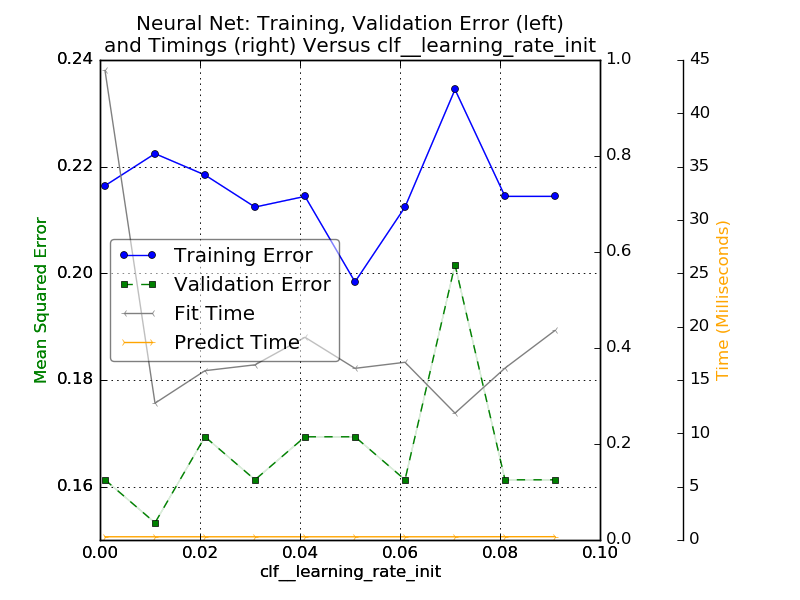 Neural Net: Training, Validation Error (left)
and Timings (right) Versus clf__learning_rate_init
Mean Squared Error
0.24
0.22
0.20
0.18
0.16
Training Error
Validation Error
Fit Time
Predict Time
1.0
0.8
0.6
0.4
0.2
0.0
45
40
35
30
25
20
15
10
5
0
Time (Milliseconds)
0.00 0.02 0.04 0.06 0.08 0.10
clf__learning_rate_init